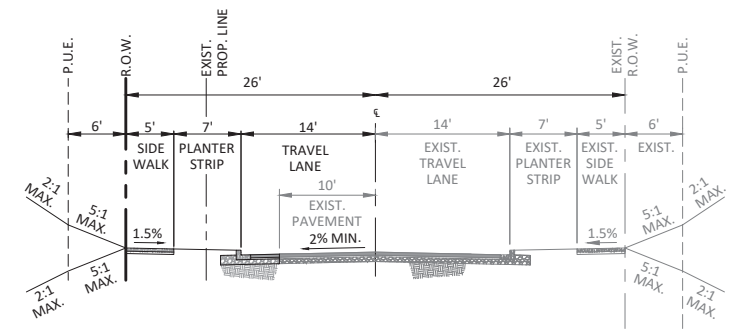 P.U.E.
R.O.W.
EXIST.
PROP. LINE
EXIST.
R.O.W.
P.U.E.
26'
26'
℄
6'
5'
7'
14'
14'
7'
5'
6'
SIDE
WALK
PLANTER
STRIP
TRAVEL
LANE
EXIST.
TRAVEL
LANE
EXIST.
PLANTER
STRIP
EXIST.
SIDE
WALK
EXIST.
10'
EXIST.
PAVEMENT
2:1
MAX.
5:1
MAX.
1.5%
2% MIN.
1.5%
5:1
MAX.
2:1
MAX.
2:1
MAX.
5:1
MAX.
5:1
MAX.
2:1
MAX.